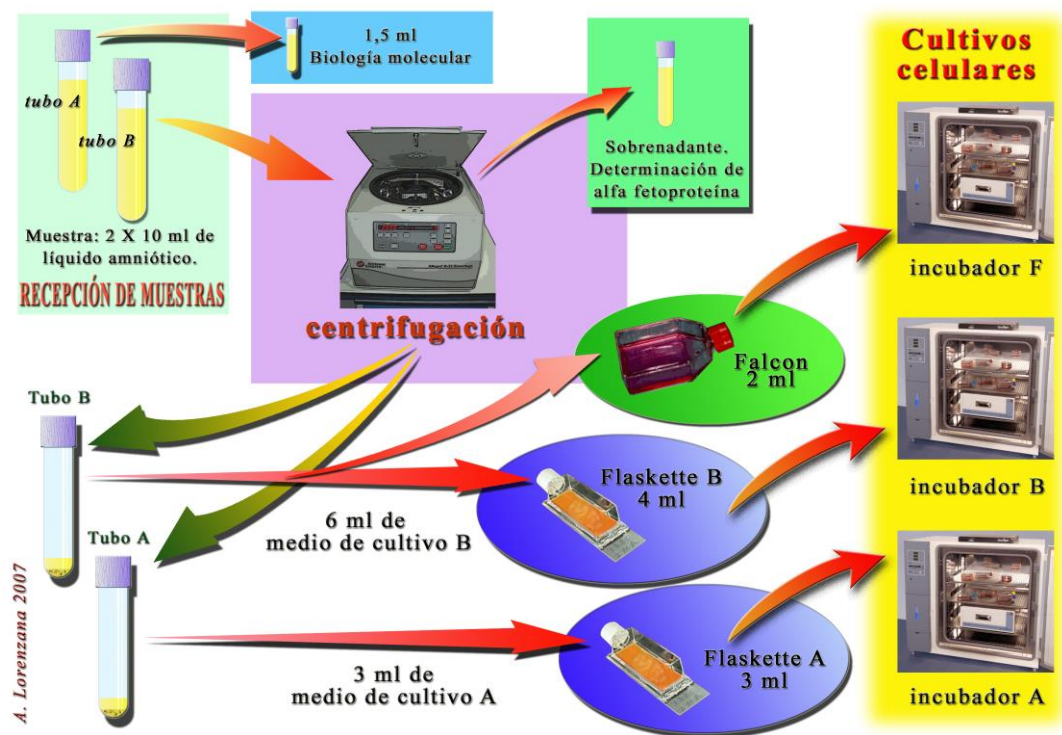 tubo A
tubo B
Muestra: 2 X 10 ml de
líquido amniótico.
RECEPCIÓN DE MUESTRAS
1,5 ml
Biología molecular
centrifugación
Sobrenadante.
Determinación de
alfa fetoproteína
Cultivos
celulares
incubador F
Falcon
2 ml
Tubo B
Flaskette B
4 ml
incubador B
6 ml de
medio de cultivo B
Tubo A
Flaskette A
3 ml
3 ml de
medio de cultivo A
incubador A
A. Lorenzana 2007